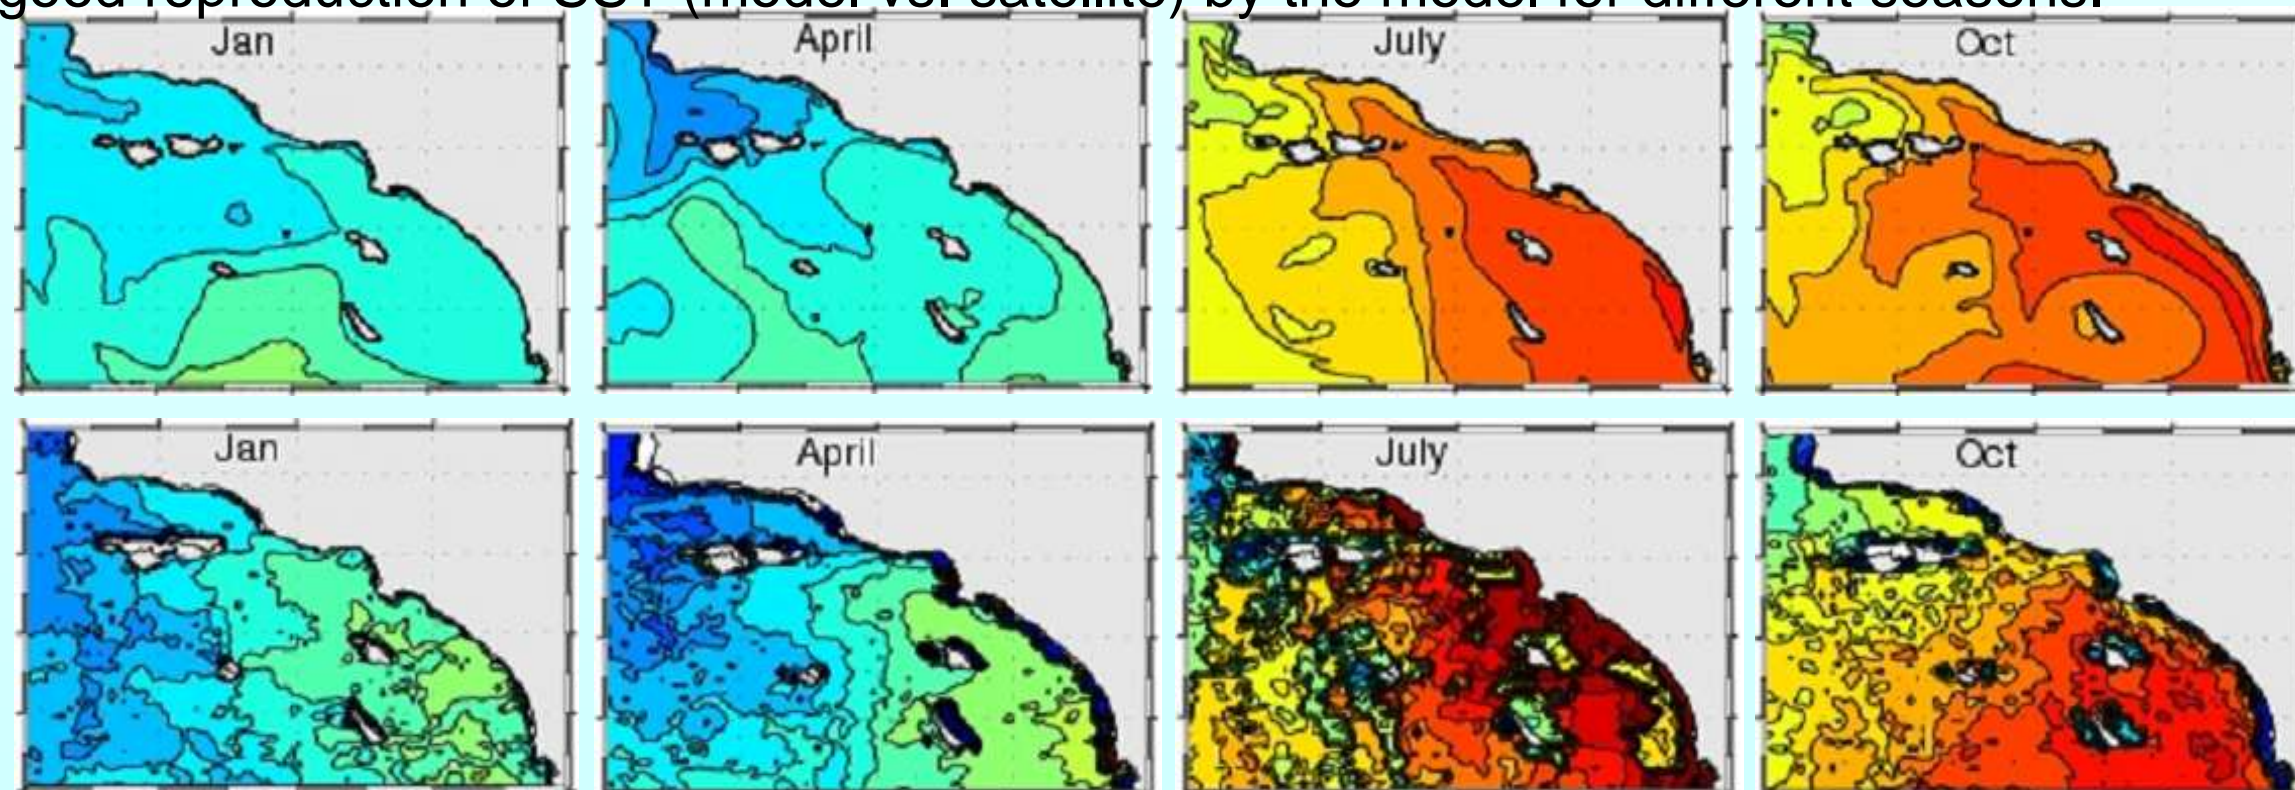 good reproduction of SST (model vs. satellite) by the model for different seasons.
Jan April July Oct
Jan April July Oct